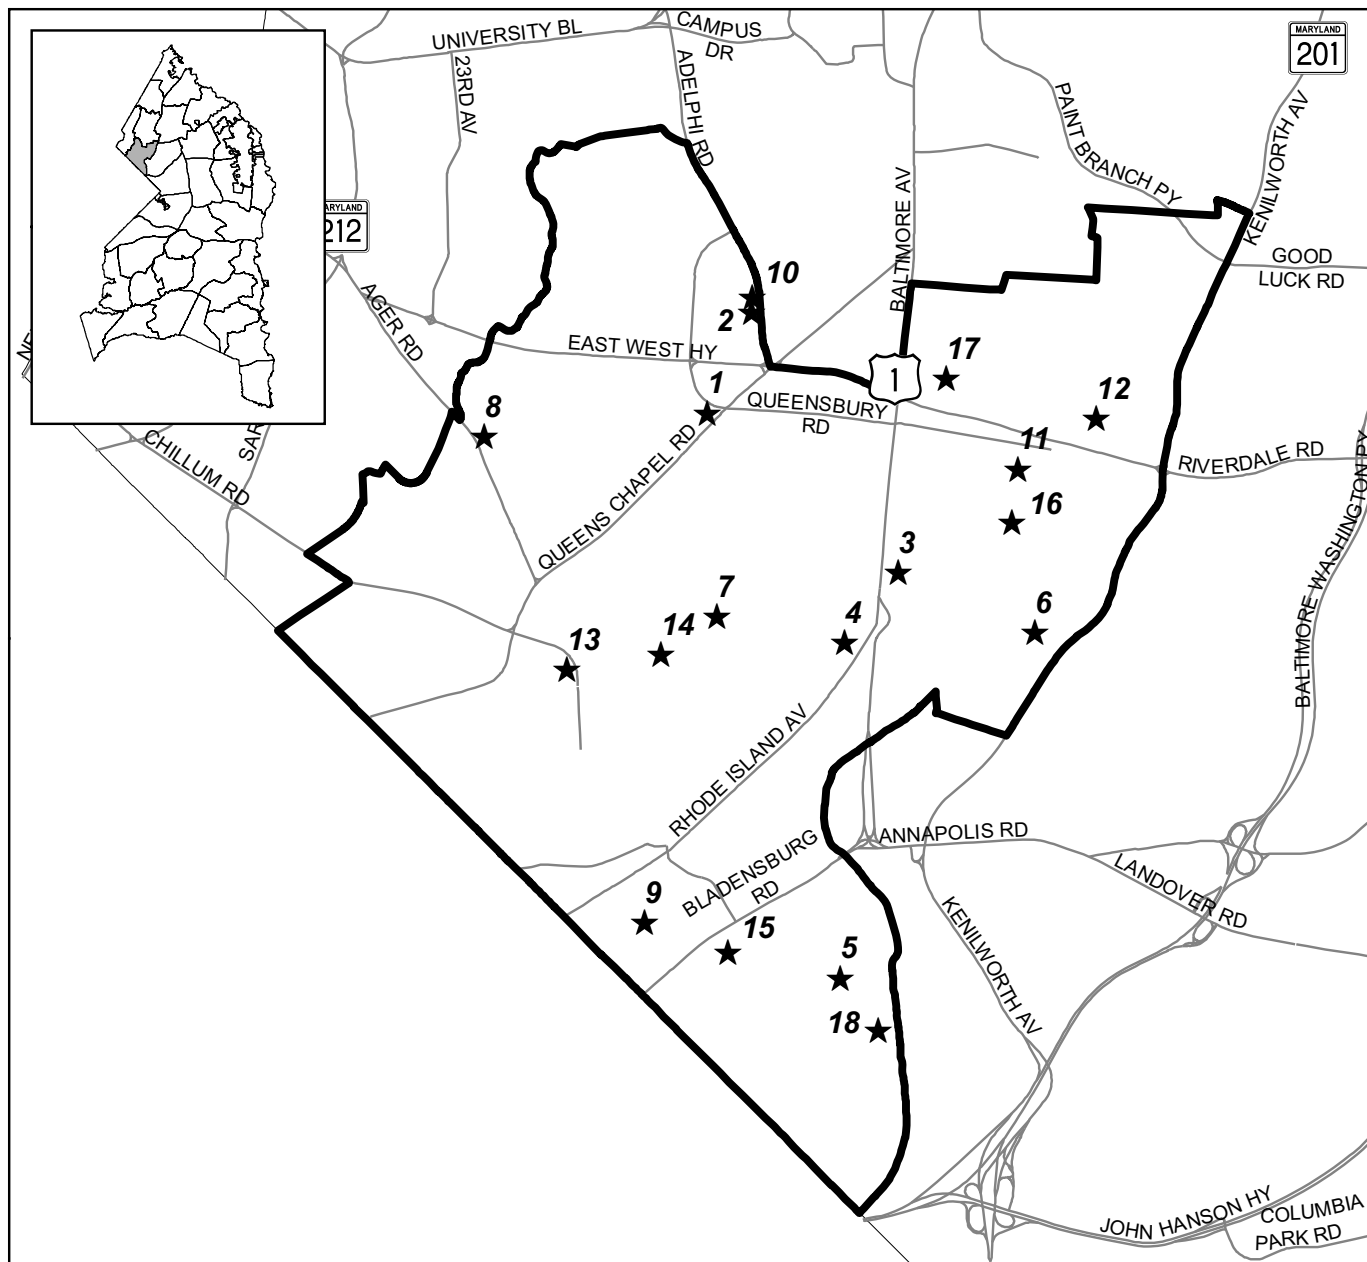 UNIVERSITY BL
CAMPUS
DR
MARYLAND
201
23RD AV
ADELPHI RD
PAINT BRANCH PY
KENILWORTH AV
BALTIMORE AV
212
GOOD
LUCK RD
AGER RD
10
2
EAST WEST HY
17
1
1
QUEENSBURY
RD
12
8
11
RIVERDALE RD
CHILLUM RD
QUEENS CHAPEL RD
16
BALTIMORE WASHINGTON PY
3
7
4
6
14
13
RHODE ISLAND AV
ANNAPOLIS RD
BLADENSBURG
RD
LANDOVER RD
9
15
KENILWORTH AV
5
18
JOHN HANSON HY
COLUMBIA
PARK RD